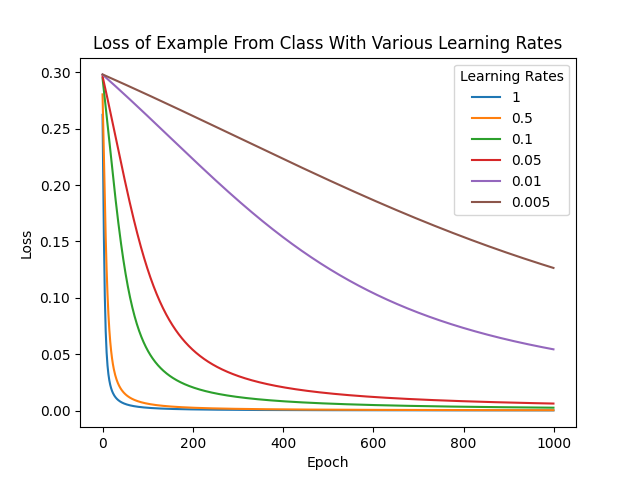 Loss of Example From Class With Various Learning Rates
Learning Rates
1
0.5
0.1
0.05
0.01
0.005
0.30
0.25
0.20
0.15
0.10
0.05
0.00
Loss
0 200 400 600 800 1000
Epoch